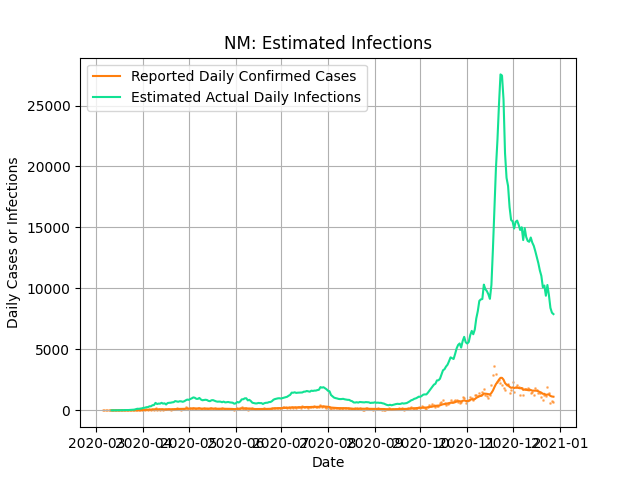 NM: Estimated Infections
Reported Daily Confirmed Cases
Estimated Actual Daily Infections
Daily Cases or Infections
25000
20000
15000
10000
5000
0
2020-03 2020-04 2020-05 2020-06 2020-07 2020-08 2020-09 2020-10 2020-11 2020-12 2021-01
Date